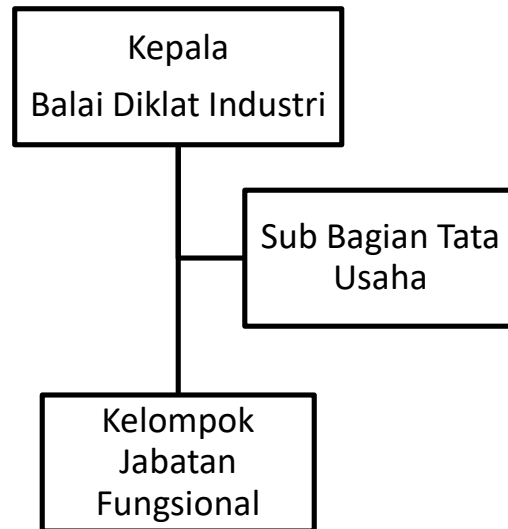 Kepala
Balai Diklat Industri
Sub Bagian Tata
Usaha
Kelompok
Jabatan
Fungsional